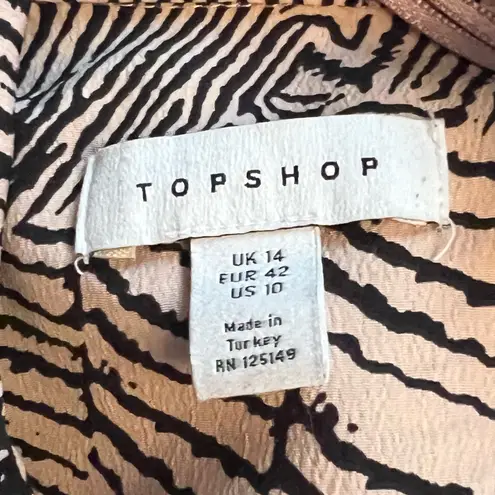 TOPSHOP
UK 14
EUR 42
US 10
Made in
Turkey
RN 125149